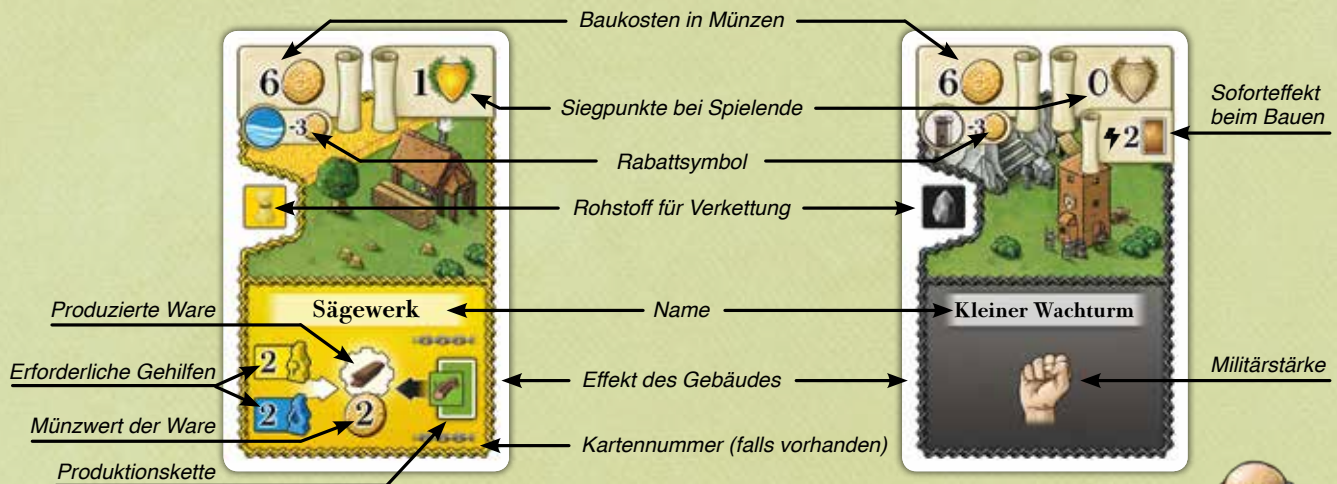 Baukosten in Münzen
6
1
6
0
Siegpunkte bei Spielende
Soforteffekt
beim Bauen
-3
-3
2
Rabattsymbol
Rohstoff für Verkettung
Produzierte Ware
Sägewerk
Name
Kleiner Wachturm
2
Erforderliche Gehilfen
Effekt des Gebäudes
Militärstärke
2
2
Münzwert der Ware
Kartennummer (falls vorhanden)
Produktionskette